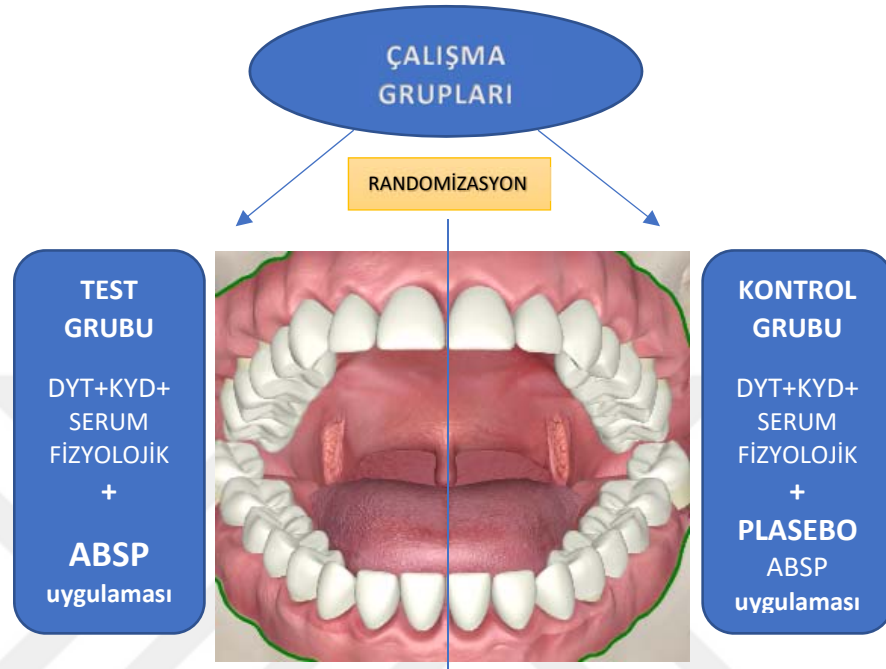 ÇALIŞMA
GRUPLARI
RANDOMİZASYON
TEST
GRUBU
DYT+KYD+
SERUM
FİZYOLOJİK
+
ABSP
uygulaması
KONTROL
GRUBU
DYT+KYD+
SERUM
FİZYOLOJİK
+
PLASEBO
ABSP
uygulaması